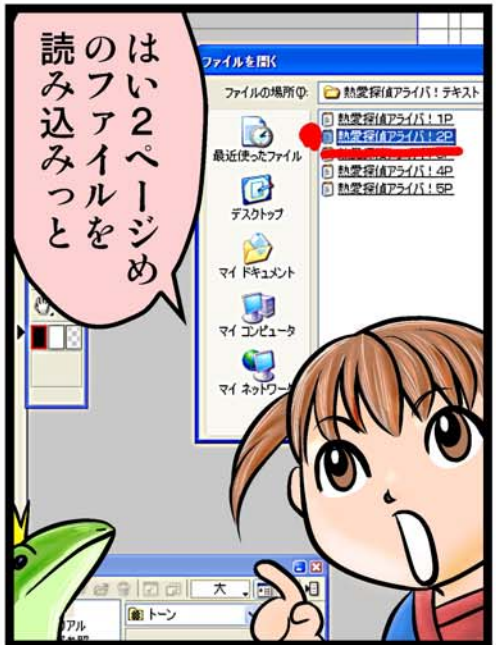 はい2ページめ
のファイルを
読み込みっと
ファイルを開く
ファイルの場所(I):
熱愛探偵アライバ!テキスト
熱愛探偵アライバ!1P
熱愛探偵アライバ!2P
熱愛探偵アライバ!4P
熱愛探偵アライバ!5P
最近使ったファイル
デスクトップ
マイ ドキュメント
マイ コンピュータ
マイ ネットワーク
大
トーン